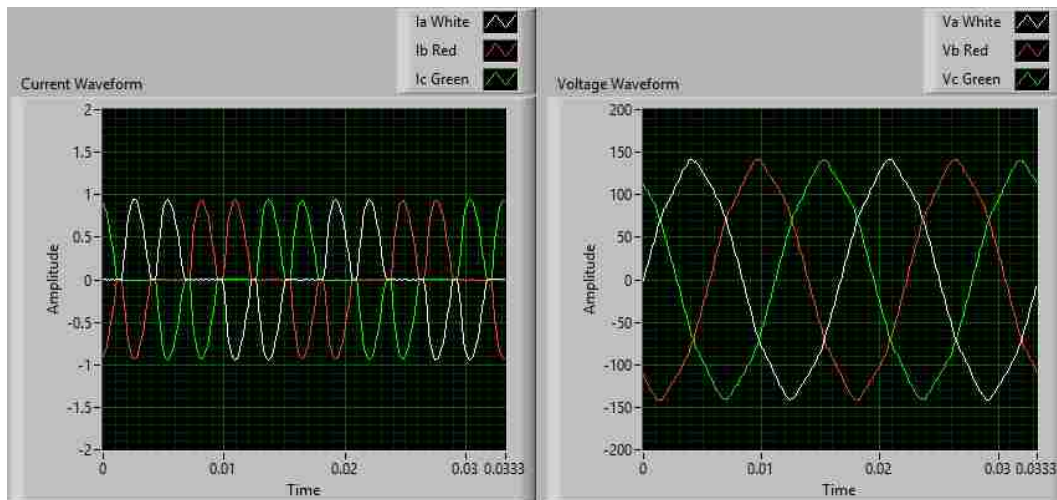 Ia White
Ib Red
Ic Green
Current Waveform
2
1.5
1
0.5
0
-0.5
-1
-1.5
-2
Amplitude
0
0.01
0.02
0.03
0.0333
Time
Va White
Vb Red
Vc Green
Voltage Waveform
200
150
100
50
0
-50
-100
-150
-200
Amplitude
0
0.01
0.02
0.03
0.0333
Time